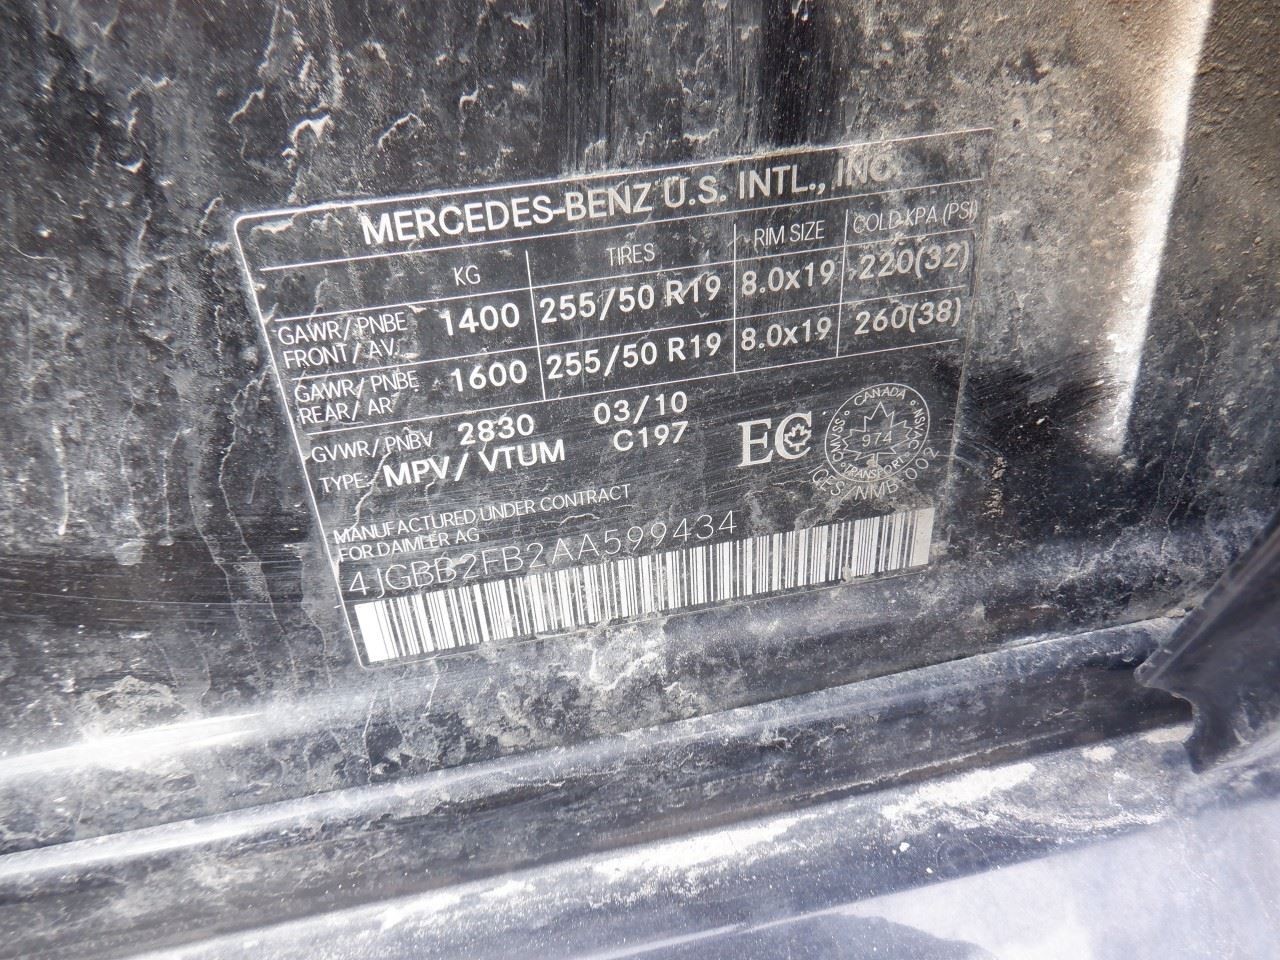 MERCEDES-BENZ U.S. INTL., INC.
KG TIRES RIM SIZE COLD KPA (PSI)
GAWR/PNBE FRONT/AV. 1400 255/50 R19 8.0x19 220(32)
GAWR/PNBE REAR/AR 1600 255/50 R19 8.0x19 260(38)
GVWR/PNBV 2830 03/10
TYPE: MPV/VTUM C197
EC
CANADA
CMVSS NSVAC
974
TRANSPORT
ICES/NMB-002
MANUFACTURED UNDER CONTRACT
FOR DAIMLER AG
4JGBB2FB2AA599434